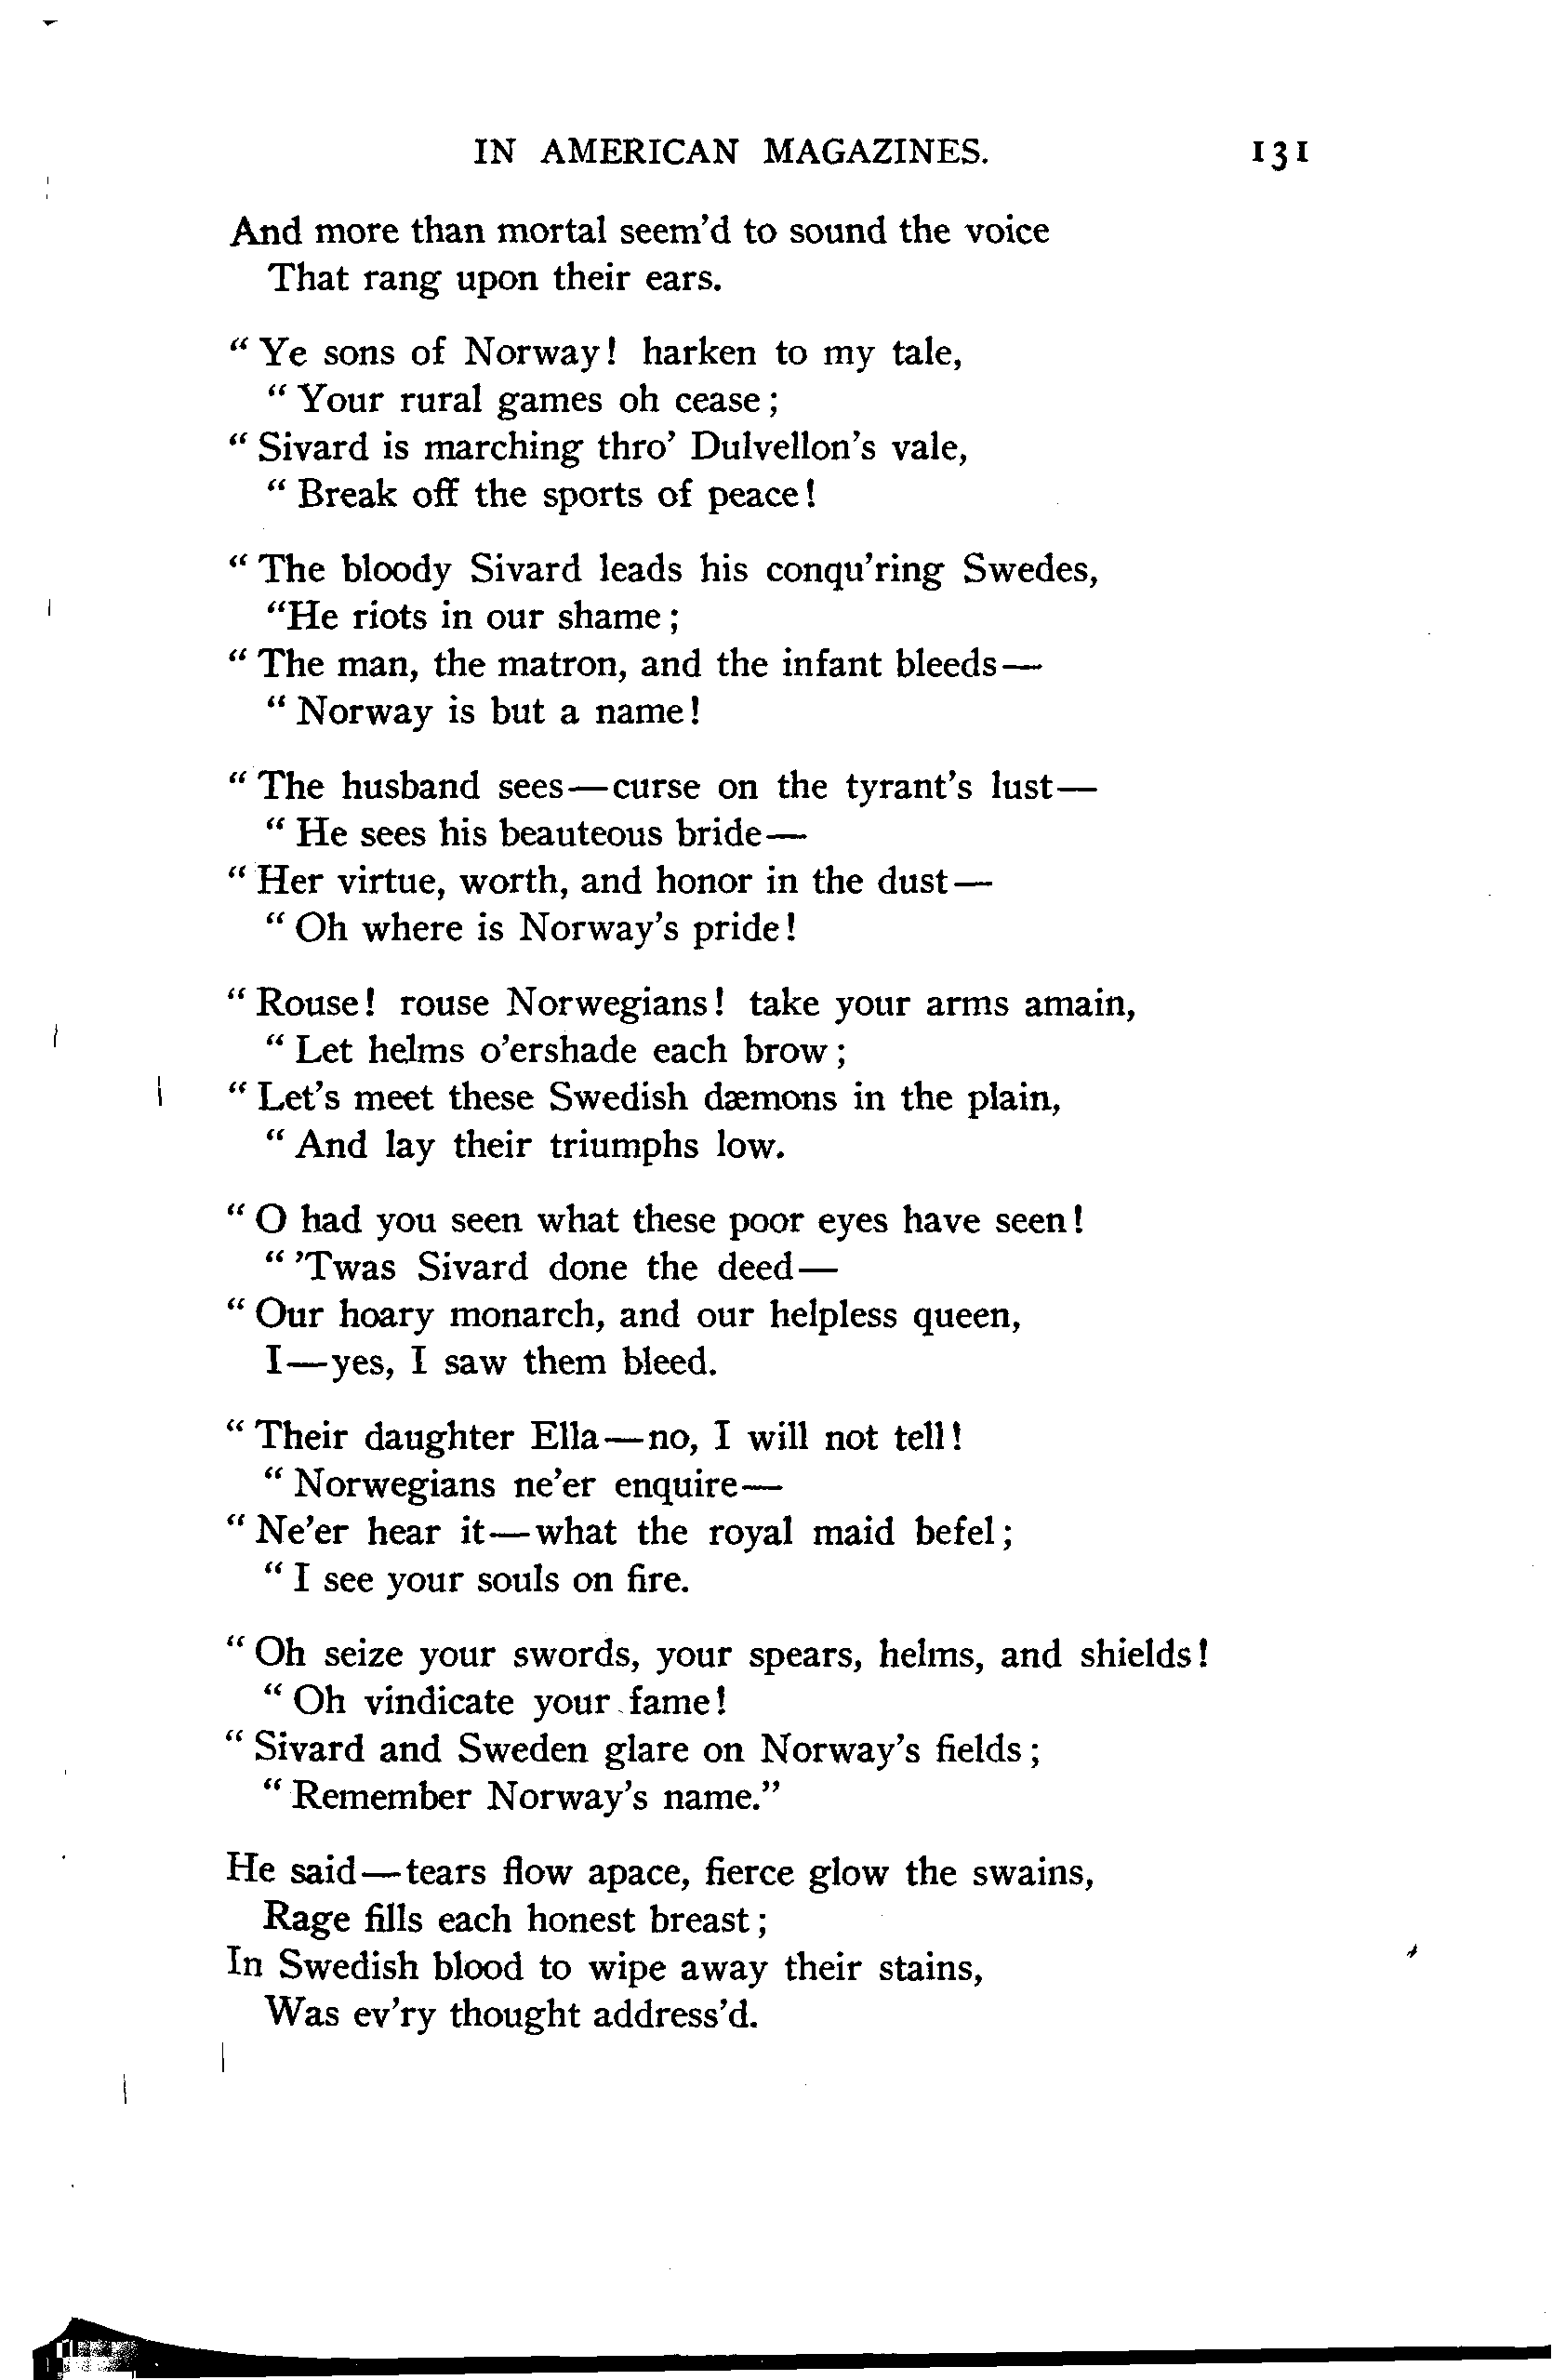 IN AMERICAN MAGAZINES. 131
And more than mortal seem'd to sound the voice
That rang upon their ears.
"Ye sons of Norway! harken to my tale,
"Your rural games oh cease;
"Sivard is marching thro' Dulvellon's vale,
"Break off the sports of peace!
"The bloody Sivard leads his conqu'ring Swedes,
"He riots in our shame;
"The man, the matron, and the infant bleeds—
"Norway is but a name!
"The husband sees—curse on the tyrant's lust—
"He sees his beauteous bride—
"Her virtue, worth, and honor in the dust—
"Oh where is Norway's pride!
"Rouse! rouse Norwegians! take your arms amain,
"Let helms o'ershade each brow;
"Let's meet these Swedish dæmons in the plain,
"And lay their triumphs low.
"O had you seen what these poor eyes have seen!
"'Twas Sivard done the deed—
"Our hoary monarch, and our helpless queen,
I—yes, I saw them bleed.
"Their daughter Ella—no, I will not tell!
"Norwegians ne'er enquire—
"Ne'er hear it—what the royal maid befel;
"I see your souls on fire.
"Oh seize your swords, your spears, helms, and shields!
"Oh vindicate your fame!
"Sivard and Sweden glare on Norway's fields;
"Remember Norway's name."
He said—tears flow apace, fierce glow the swains,
Rage fills each honest breast;
In Swedish blood to wipe away their stains,
Was ev'ry thought address'd.